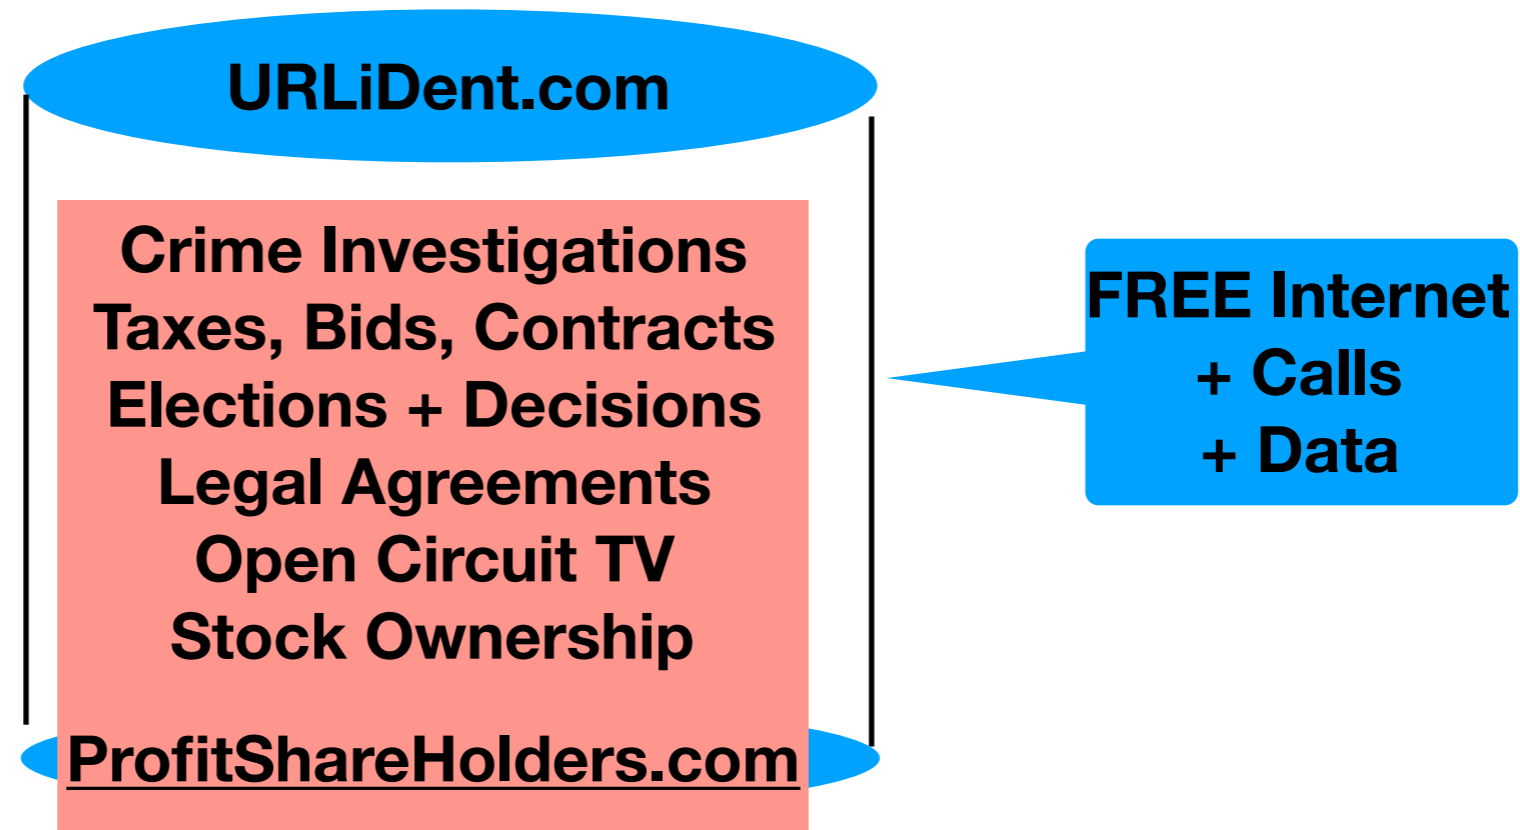 URLiDent.com
Crime Investigations
Taxes, Bids, Contracts
Elections + Decisions
Legal Agreements
Open Circuit TV
Stock Ownership
ProfitShareHolders.com
FREE Internet
+ Calls
+ Data